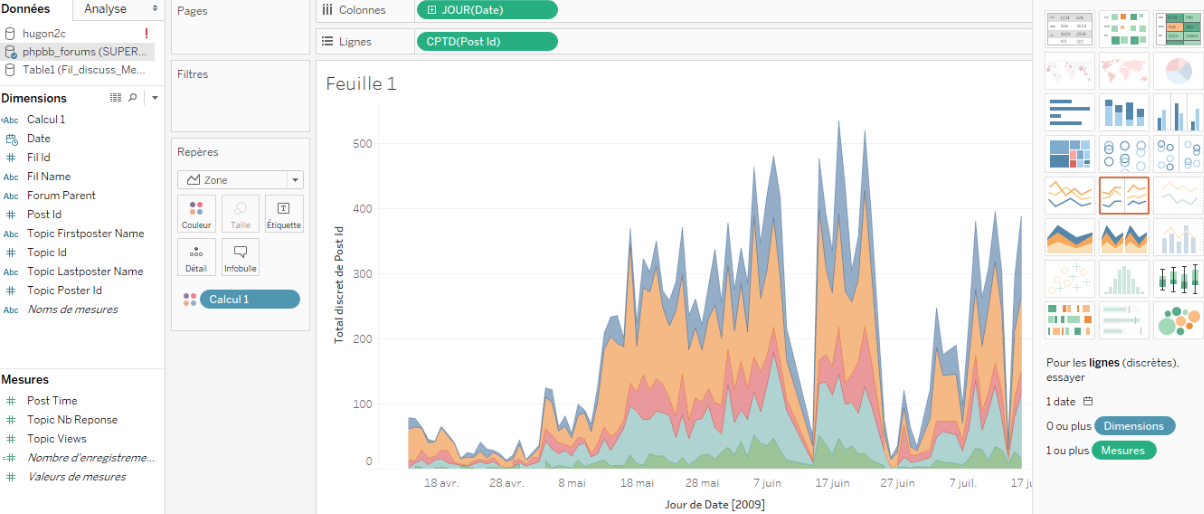 Données
Analyse
hugon2c
!
phpbb_forums (SUPER...
Table1 (Fil_discuss_Me...
Dimensions
Abc Calcul 1
Date
# Fil Id
Abc Fil Name
Abc Forum Parent
# Post Id
Abc Topic Firstposter Name
# Topic Id
Abc Topic Lastposter Name
# Topic Poster Id
Abc Noms de mesures
Mesures
# Post Time
# Topic Nb Reponse
# Topic Views
=# Nombre d'enregistreme...
# Valeurs de mesures
Pages
Filtres
Repères
Zone
Couleur
Taille
Étiquette
Détail
Infobulle
Calcul 1
Colonnes
JOUR(Date)
Lignes
CPTD(Post Id)
Feuille 1
Total discret de Post Id
500
400
300
200
100
0
18 avr.
28 avr.
8 mai
18 mai
28 mai
7 juin
17 juin
27 juin
7 juil.
17 ju
Jour de Date [2009]
Pour les lignes (discrètes),
essayer
1 date
0 ou plus Dimensions
1 ou plus Mesures